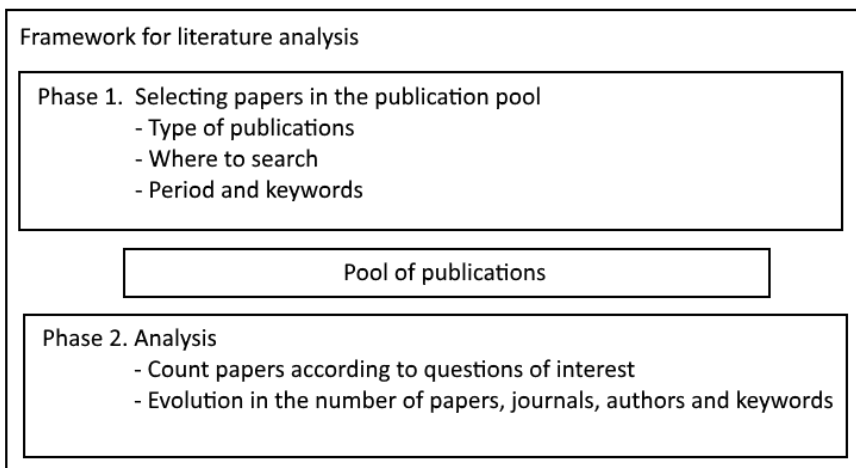 Framework for literature analysis
Phase 1. Selecting papers in the publication pool
- Type of publications
- Where to search
- Period and keywords
Pool of publications
Phase 2. Analysis
- Count papers according to questions of interest
- Evolution in the number of papers, journals, authors and keywords